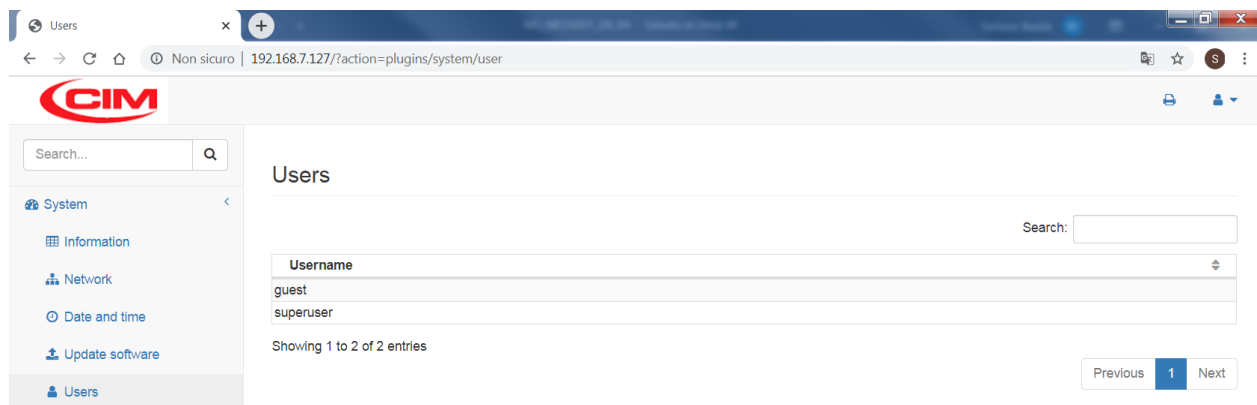 Users
Non sicuro | 192.168.7.127/?action=plugins/system/user
S
CIM
Search...
System
Information
Network
Date and time
Update software
Users
Users
Search:
Username
guest
superuser
Showing 1 to 2 of 2 entries
Previous 1 Next